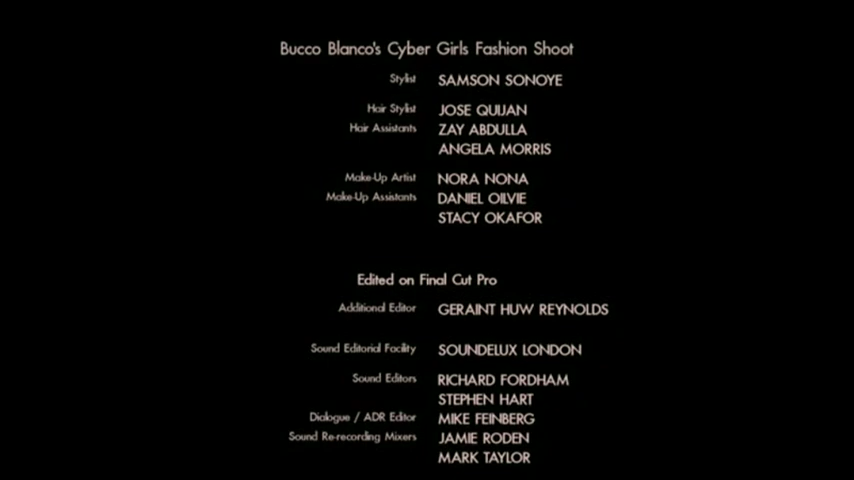 Bucco Blanco's Cyber Girls Fashion Shoot
Stylist SAMSON SONOYE
Hair Stylist JOSE QUIJAN
Hair Assistants ZAY ABDULLA
ANGELA MORRIS
Make-Up Artist NORA NONA
Make-Up Assistants DANIEL OILVIE
STACY OKAFOR
Edited on Final Cut Pro
Additional Editor GERAINT HUW REYNOLDS
Sound Editorial Facility SOUNDELUX LONDON
Sound Editors RICHARD FORDHAM
STEPHEN HART
Dialogue / ADR Editor MIKE FEINBERG
Sound Re-recording Mixers JAMIE RODEN
MARK TAYLOR